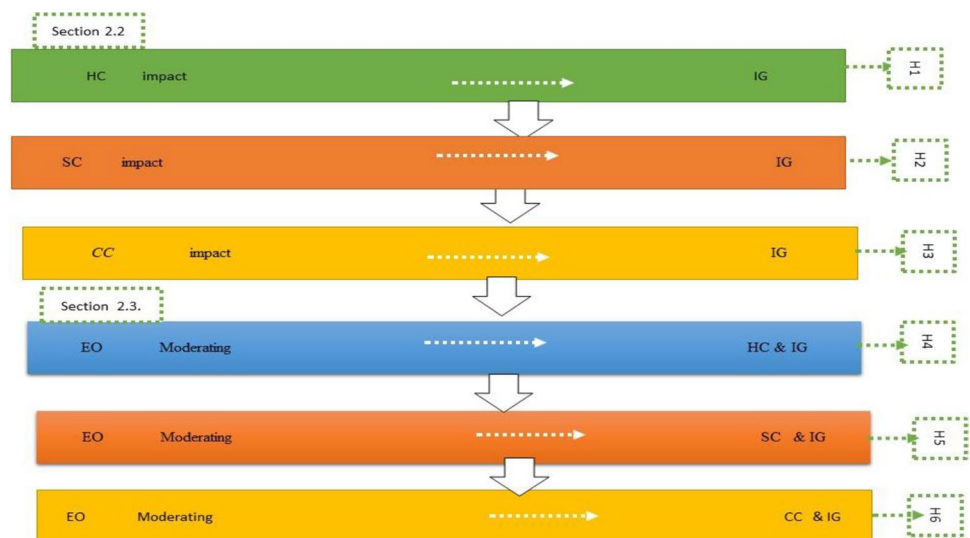 Section 2.2
HC impact IG H1
SC impact IG H2
CC impact IG H3
Section 2.3.
EO Moderating HC & IG H4
EO Moderating SC & IG H5
EO Moderating CC & IG H6